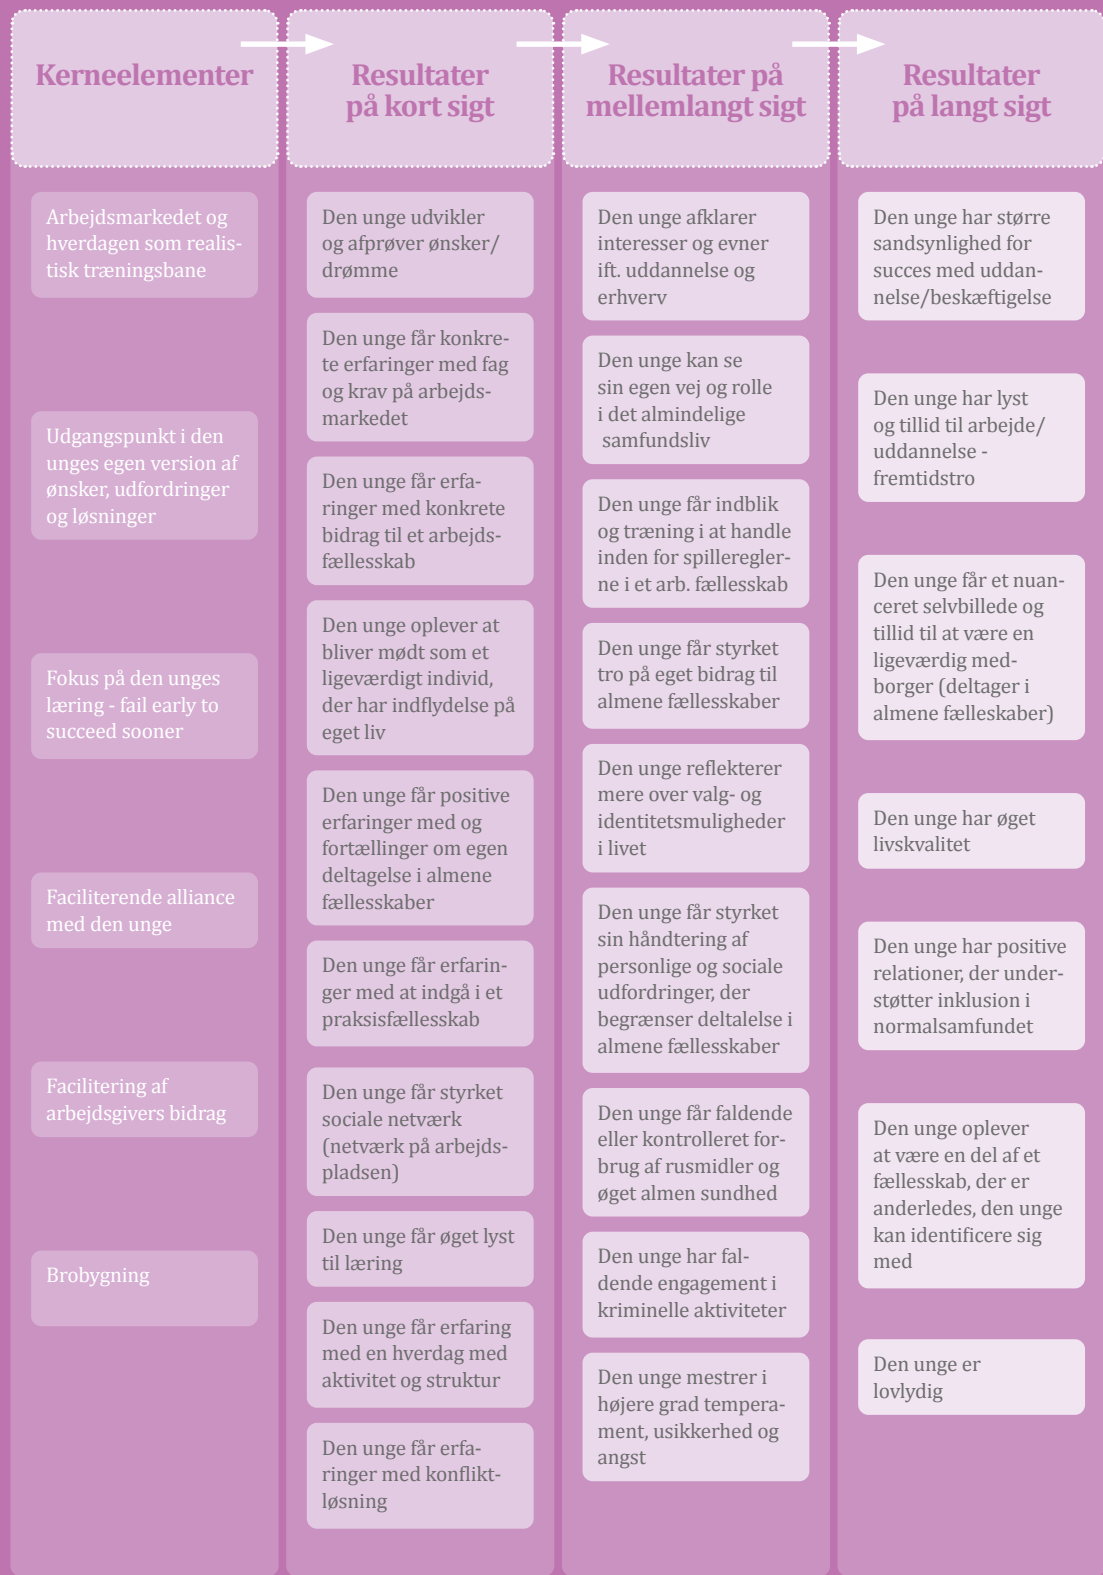 Kerneelementer
Arbejdsmarkedet og
hverdagen som realis-
tisk træningsbane
Udgangspunkt i den
unges egen version af
ønsker, udfordringer
og løsninger
Fokus på den unges
læring - fail early to
succeed sooner
Faciliterende alliance
med den unge
Facilitering af
arbejdsgivers bidrag
Brobygning
Resultater
på kort sigt
Den unge udvikler
og afprøver ønsker/
drømme
Den unge får konkre-
te erfaringer med fag
og krav på arbejds-
markedet
Den unge får erfa-
ringer med konkrete
bidrag til et arbejds-
fællesskab
Den unge oplever at
bliver mødt som et
ligeværdigt individ,
der har indflydelse på
eget liv
Den unge får positive
erfaringer med og
fortællinger om egen
deltagelse i almene
fællesskaber
Den unge får erfarin-
ger med at indgå i et
praksisfællesskab
Den unge får styrket
sociale netværk
(netværk på arbejds-
pladsen)
Den unge får øget lyst
til læring
Den unge får erfaring
med en hverdag med
aktivitet og struktur
Den unge får erfa-
ringer med konflikt-
løsning
Resultater på
mellemlangt sigt
Den unge afklarer
interesser og evner
ift. uddannelse og
erhverv
Den unge kan se
sin egen vej og rolle
i det almindelige
samfundsliv
Den unge får indblik
og træning i at handle
inden for spillereglerne
ne i et arb. fællesskab
Den unge får styrket
tro på eget bidrag til
almene fællesskaber
Den unge reflekterer
mere over valg- og
identitetsmuligheder
i livet
Den unge får styrket
sin håndtering af
personlige og sociale
udfordringer, der
begrænser deltalelse i
almene fællesskaber
Den unge får faldende
eller kontrolleret for-
brug af rusmidler og
øget almen sundhed
Den unge har fal-
dende engagement i
kriminelle aktiviteter
Den unge mestrer i
højere grad tempera-
ment, usikkerhed og
angst
Resultater
på langt sigt
Den unge har større
sandsynlighed for
succes med uddan-
nelse/beskæftigelse
Den unge har lyst
og tillid til arbejde/
uddannelse -
fremtidstro
Den unge får et nuan-
ceret selvbillede og
tillid til at være en
ligeværdig med-
borger (deltager i
almene fælleskaber)
Den unge har øget
livskvalitet
Den unge har positive
relationer, der under-
støtter inklusion i
normalsamfundet
Den unge oplever
at være en del af et
fællesskab, der er
anderledes, den unge
kan identificere sig
med
Den unge er
lovlydig